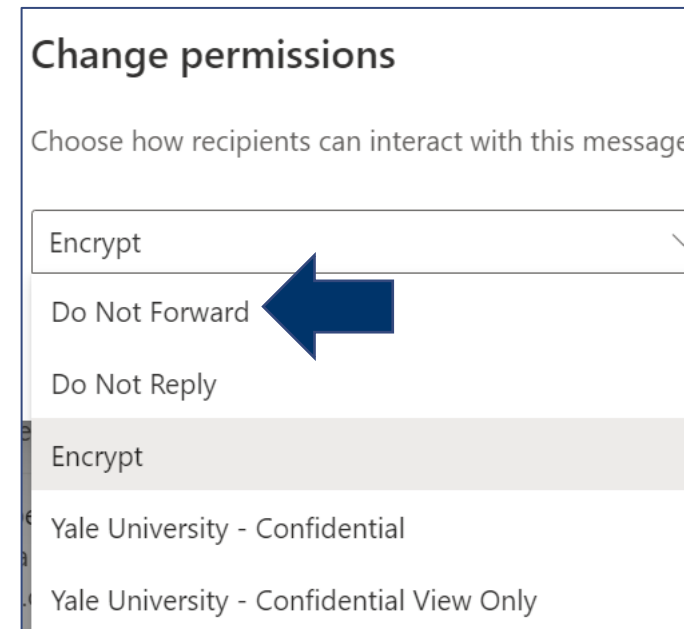 Change permissions
Choose how recipients can interact with this message
Encrypt
Do Not Forward
Do Not Reply
Encrypt
Yale University - Confidential
Yale University - Confidential View Only